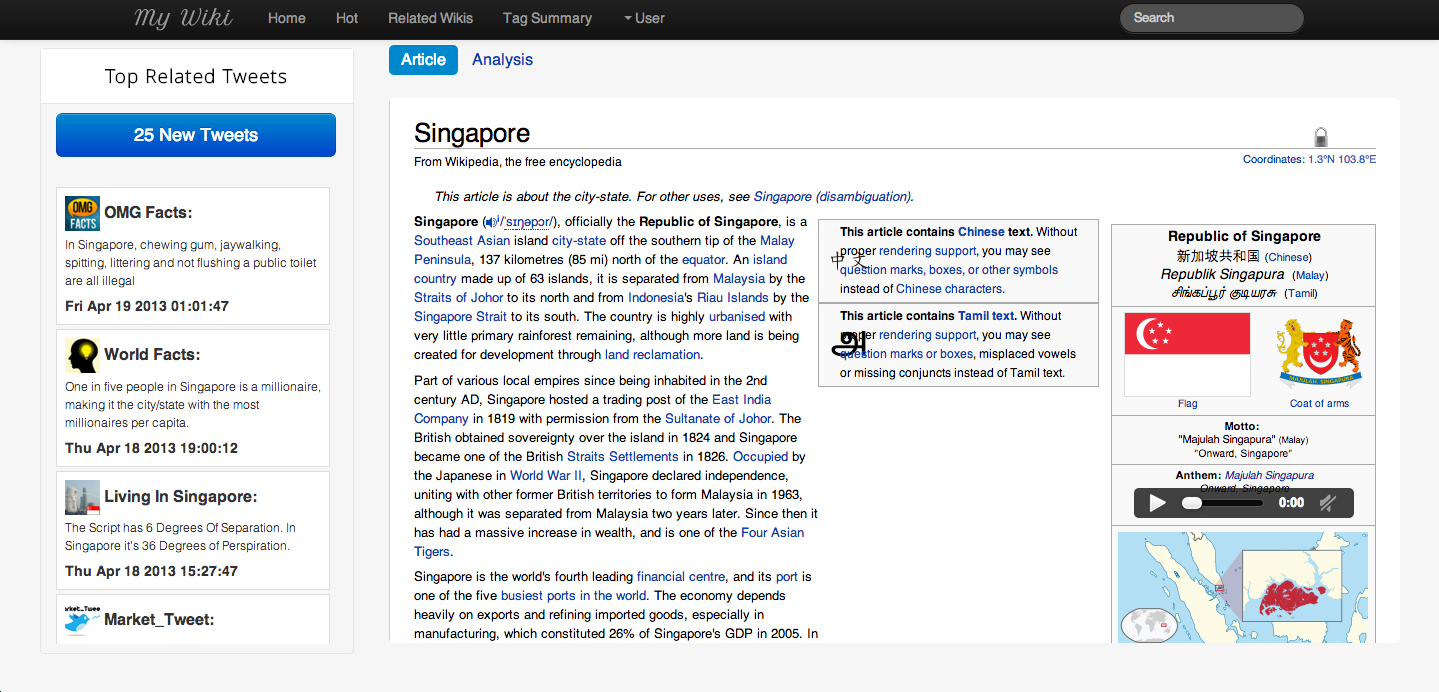 My Wiki
Home
Hot
Related Wikis
Tag Summary
User
Search
Top Related Tweets
25 New Tweets
OMG FACTS
OMG Facts:
In Singapore, chewing gum, jaywalking,
spitting, littering and not flushing a public toilet
are all illegal
Fri Apr 19 2013 01:01:47
World Facts:
One in five people in Singapore is a millionaire,
making it the city/state with the most
millionaires per capita.
Thu Apr 18 2013 19:00:12
Living In Singapore:
The Script has 6 Degrees Of Separation. In
Singapore it's 36 Degrees of Perspiration.
Thu Apr 18 2013 15:27:47
Market_Tweet:
Article
Analysis
Singapore
From Wikipedia, the free encyclopedia
Coordinates: 1.3°N 103.8°E
This article is about the city-state. For other uses, see Singapore (disambiguation).
Singapore (/ˈsɪŋəpɔr/), officially the Republic of Singapore, is a
Southeast Asian island city-state off the southern tip of the Malay
Peninsula, 137 kilometres (85 mi) north of the equator. An island
country made up of 63 islands, it is separated from Malaysia by the
Straits of Johor to its north and from Indonesia's Riau Islands by the
Singapore Strait to its south. The country is highly urbanised with
very little primary rainforest remaining, although more land is being
created for development through land reclamation.
Part of various local empires since being inhabited in the 2nd
century AD, Singapore hosted a trading post of the East India
Company in 1819 with permission from the Sultanate of Johor. The
British obtained sovereignty over the island in 1824 and Singapore
became one of the British Straits Settlements in 1826. Occupied by
the Japanese in World War II, Singapore declared independence,
uniting with other former British territories to form Malaysia in 1963,
although it was separated from Malaysia two years later. Since then it
has had a massive increase in wealth, and is one of the Four Asian
Tigers.
Singapore is the world's fourth leading financial centre, and its port is
one of the five busiest ports in the world. The economy depends
heavily on exports and refining imported goods, especially in
manufacturing, which constituted 26% of Singapore's GDP in 2005. In
This article contains Chinese text. Without
proper rendering support, you may see
中文
question marks, boxes, or other symbols
instead of Chinese characters.
This article contains Tamil text. Without
proper rendering support, you may see
அ
question marks or boxes, misplaced vowels
or missing conjuncts instead of Tamil text.
Republic of Singapore
新加坡共和国 (Chinese)
Republik Singapura (Malay)
சிங்கப்பூர் குடியரசு (Tamil)
MAJULAH SINGAPURA
Flag
Coat of arms
Motto:
"Majulah Singapura" (Malay)
"Onward, Singapore"
Anthem: Majulah Singapura
Onward, Singapore
0:00